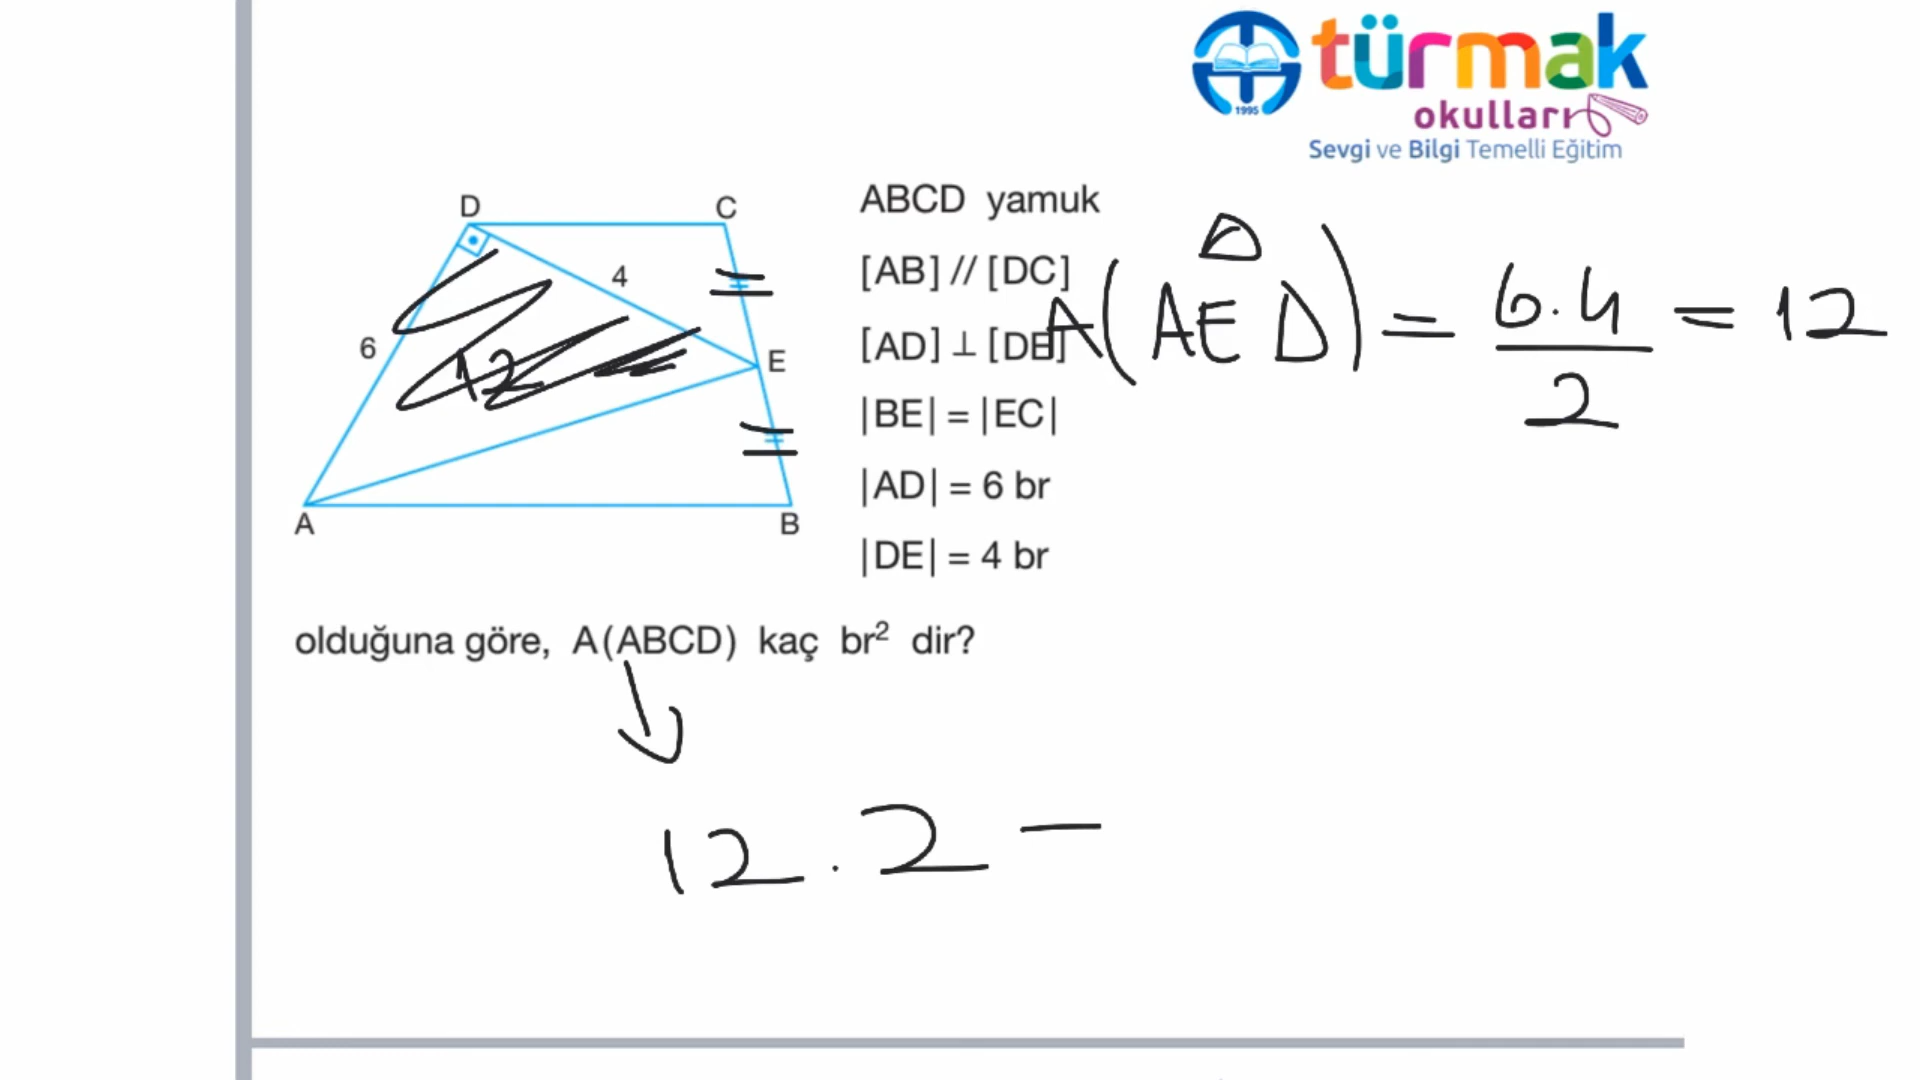 1995
türmak
okulları
Sevgi ve Bilgi Temelli Eğitim
D
C
4
6
E
12
A
B
ABCD yamuk
[AB] // [DC]
[AD] ⊥ [DE]
|BE| = |EC|
|AD| = 6 br
|DE| = 4 br
A(AED) = 6.4/2 = 12
olduğuna göre, A(ABCD) kaç br² dir?
12 . 2 —